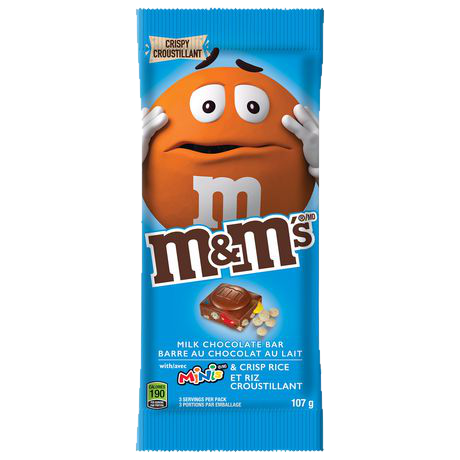 CRISPY
CROUSTILLANT
m
m&m's®/MD
MILK CHOCOLATE BAR
BARRE AU CHOCOLAT AU LAIT
with/avec MINIS & CRISP RICE
ET RIZ
CROUSTILLANT
CALORIES
190
3 SERVINGS PER PACK
3 PORTIONS PAR EMBALLAGE
107 g